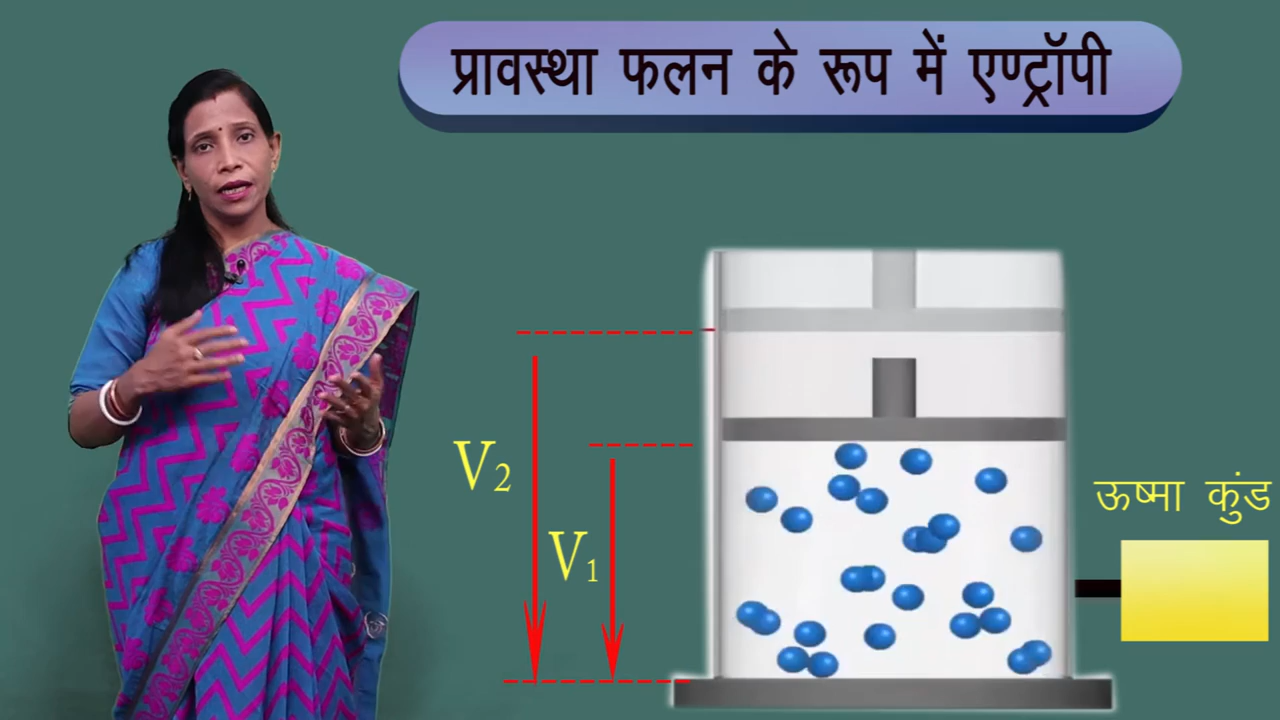 प्रावस्था फलन के रूप में एण्ट्रॉपी
V₂
V₁
ऊष्मा कुंड